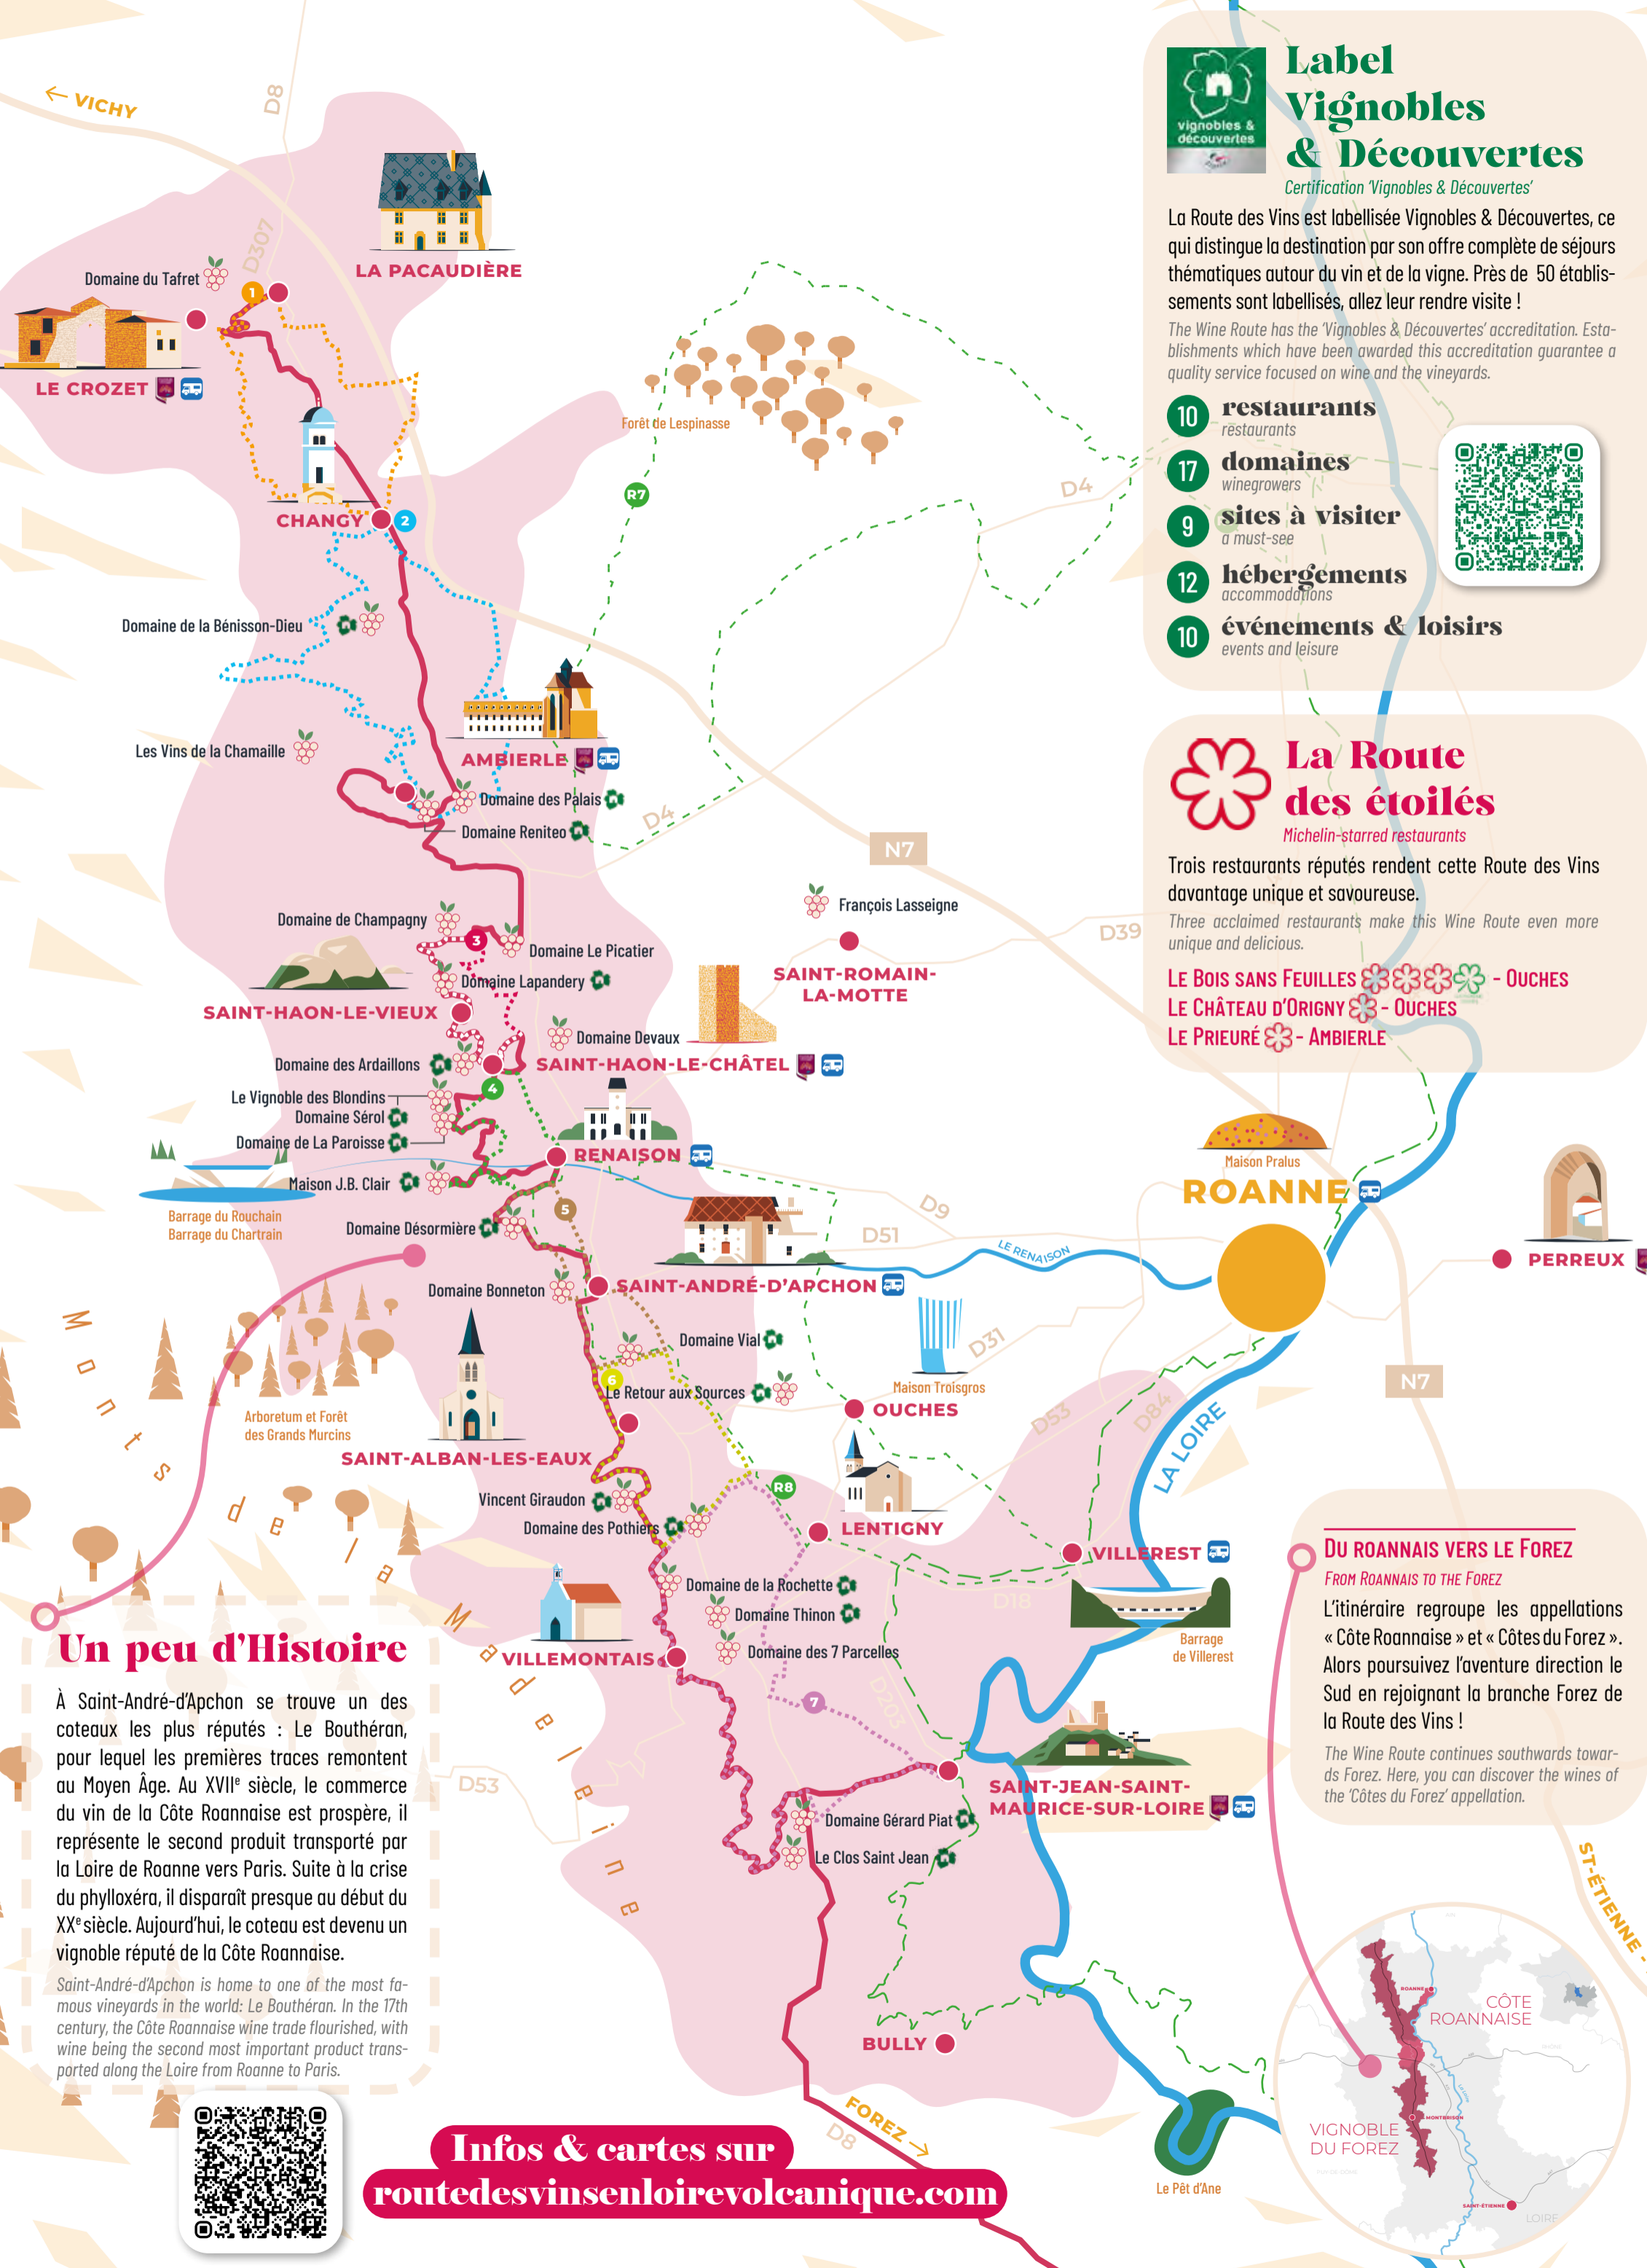 ← VICHY
D8
D307
LA PACAUDIÈRE
Domaine du Tafret
1
LE CROZET
CHANGY
2
Forêt de Lespinasse
R7
D4
Domaine de la Bénisson-Dieu
Les Vins de la Chamaille
AMBIERLE
Domaine des Palais
Domaine Reniteo
D4
N7
François Lasseigne
D39
SAINT-ROMAIN-
LA-MOTTE
Domaine de Champagny
3
Domaine Le Picatier
Domaine Lapandery
SAINT-HAON-LE-VIEUX
Domaine Devaux
Domaine des Ardaillons
SAINT-HAON-LE-CHÂTEL
4
Le Vignoble des Blondins
Domaine Sérol
Domaine de La Paroisse
RENAISON
Maison J.B. Clair
Barrage du Rouchain
Barrage du Chartrain
Domaine Désormière
5
D9
D51
LE RENAISON
Maison Pralus
ROANNE
PERREUX
Domaine Bonneton
SAINT-ANDRÉ-D'APCHON
Domaine Vial
D31
Maison Troisgros
6
Le Retour aux Sources
OUCHES
D53
D84
LA LOIRE
N7
Arboretum et Forêt
des Grands Murcins
SAINT-ALBAN-LES-EAUX
Vincent Giraudon
R8
Domaine des Pothiers
LENTIGNY
VILLEREST
D18
Barrage
de Villerest
Domaine de la Rochette
Domaine Thinon
Domaine des 7 Parcelles
VILLEMONTAIS
7
D203
Monts de la Madeleine
D53
SAINT-JEAN-SAINT-
MAURICE-SUR-LOIRE
Domaine Gérard Piat
Le Clos Saint Jean
BULLY
FOREZ →
D8
Le Pêt d'Ane
ST-ÉTIENNE
vignobles &
découvertes
Label
Vignobles
& Découvertes
Certification 'Vignobles & Découvertes'
La Route des Vins est labellisée Vignobles & Découvertes, ce
qui distingue la destination par son offre complète de séjours
thématiques autour du vin et de la vigne. Près de 50 établis-
sements sont labellisés, allez leur rendre visite !
The Wine Route has the 'Vignobles & Découvertes' accreditation. Esta-
blishments which have been awarded this accreditation guarantee a
quality service focused on wine and the vineyards.
10 restaurants
restaurants
17 domaines
winegrowers
9 sites à visiter
a must-see
12 hébergements
accommodations
10 événements & loisirs
events and leisure
La Route
des étoilés
Michelin-starred restaurants
Trois restaurants réputés rendent cette Route des Vins
davantage unique et savoureuse.
Three acclaimed restaurants make this Wine Route even more
unique and delicious.
LE BOIS SANS FEUILLES - OUCHES
LE CHÂTEAU D'ORIGNY - OUCHES
LE PRIEURÉ - AMBIERLE
DU ROANNAIS VERS LE FOREZ
FROM ROANNAIS TO THE FOREZ
L'itinéraire regroupe les appellations
« Côte Roannaise » et « Côtes du Forez ».
Alors poursuivez l'aventure direction le
Sud en rejoignant la branche Forez de
la Route des Vins !
The Wine Route continues southwards towar-
ds Forez. Here, you can discover the wines of
the 'Côtes du Forez' appellation.
ROANNE
CÔTE
ROANNAISE
VIGNOBLE
DU FOREZ
MONTBRISON
SAINT-ÉTIENNE
LOIRE
Un peu d'Histoire
À Saint-André-d'Apchon se trouve un des
coteaux les plus réputés : Le Bouthéran,
pour lequel les premières traces remontent
au Moyen Âge. Au XVIIe siècle, le commerce
du vin de la Côte Roannaise est prospère, il
représente le second produit transporté par
la Loire de Roanne vers Paris. Suite à la crise
du phylloxéra, il disparaît presque au début du
XXe siècle. Aujourd'hui, le coteau est devenu un
vignoble réputé de la Côte Roannaise.
Saint-André-d'Apchon is home to one of the most fa-
mous vineyards in the world: Le Bouthéran. In the 17th
century, the Côte Roannaise wine trade flourished, with
wine being the second most important product trans-
ported along the Loire from Roanne to Paris.
Infos & cartes sur
routedesvinsenloirevolcanique.com